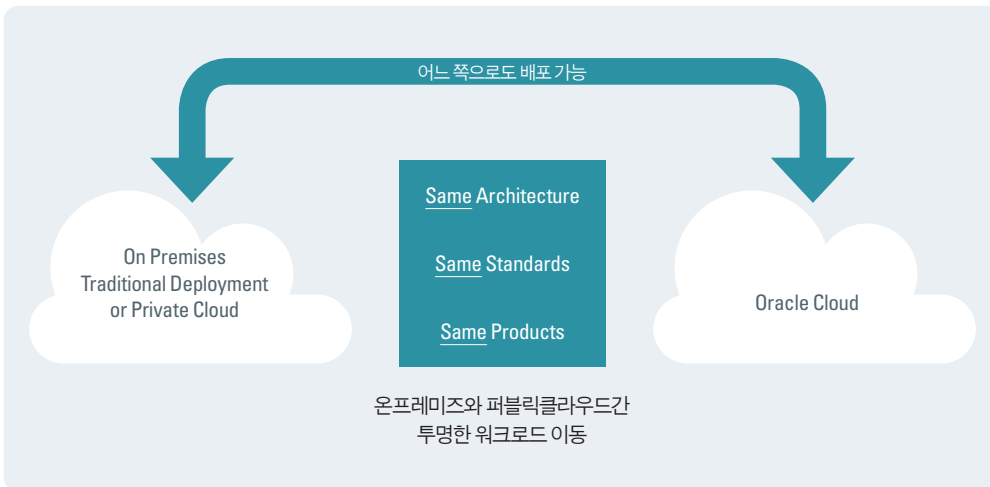 어느 쪽으로도 배포 가능
On Premises
Traditional Deployment
or Private Cloud
Same Architecture
Same Standards
Same Products
Oracle Cloud
온프레미즈와 퍼블릭클라우드간
투명한 워크로드 이동